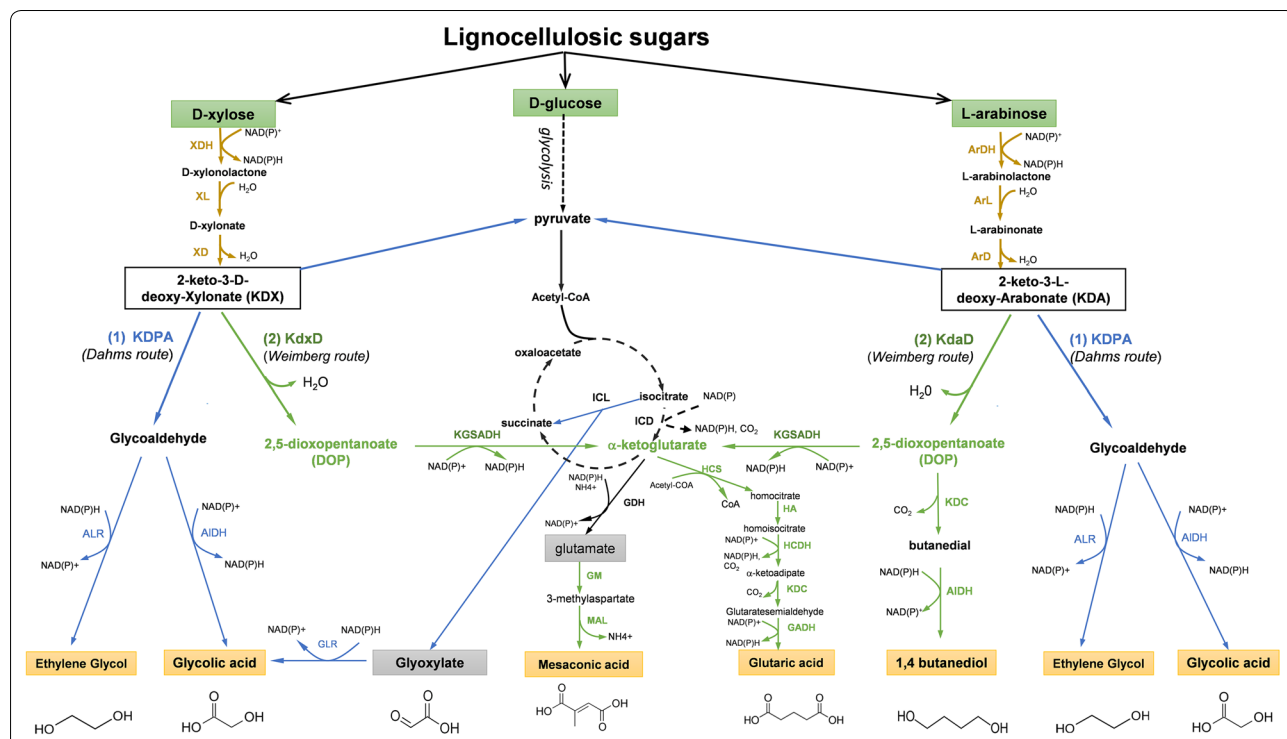 Lignocellulosic sugars
D-xylose
D-glucose
L-arabinose
XDH
NAD(P)⁺
NAD(P)H
glycolysis
ArDH
NAD(P)⁺
NAD(P)H
D-xylonolactone
L-arabinolactone
XL
H₂O
ArL
H₂O
D-xylonate
pyruvate
L-arabinonate
XD
H₂O
ArD
H₂O
2-keto-3-D-
deoxy-Xylonate (KDX)
2-keto-3-L-
deoxy-Arabonate (KDA)
Acetyl-CoA
(1) KDPA
(Dahms route)
(2) KdxD
(Weimberg route)
H₂O
(2) KdaD
(Weimberg route)
H₂0
(1) KDPA
(Dahms route)
oxaloacetate
ICL
isocitrate
NAD(P)
ICD
NAD(P)H, CO₂
succinate
Glycoaldehyde
2,5-dioxopentanoate
(DOP)
KGSADH
NAD(P)+
NAD(P)H
α-ketoglutarate
KGSADH
NAD(P)H
NAD(P)+
2,5-dioxopentanoate
(DOP)
Glycoaldehyde
NAD(P)H
NH4+
GDH
NAD(P)+
HCS
Acetyl-COA
CoA
homocitrate
HA
homoisocitrate
NAD(P)+
HCDH
NAD(P)H,
CO₂
α-ketoadipate
CO₂
KDC
Glutaratesemialdehyde
NAD(P)+
GADH
NAD(P)H
CO₂
KDC
butanedial
NAD(P)H
AlDH
NAD(P)⁺
NAD(P)H
ALR
NAD(P)+
NAD(P)+
AlDH
NAD(P)H
NAD(P)H
ALR
NAD(P)+
NAD(P)+
AlDH
NAD(P)H
glutamate
GM
3-methylaspartate
MAL
NH4+
NAD(P)+
GLR
NAD(P)H
Ethylene Glycol
Glycolic acid
Glyoxylate
Mesaconic acid
Glutaric acid
1,4 butanediol
Ethylene Glycol
Glycolic acid
HO
OH
O
HO
OH
O
O
OH
O
HO
OH
O
O
O
HO
OH
HO
OH
HO
OH
O
HO
OH